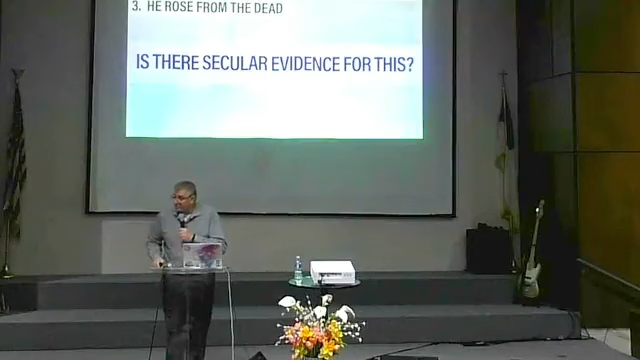 3. HE ROSE FROM THE DEAD
IS THERE SECULAR EVIDENCE FOR THIS?